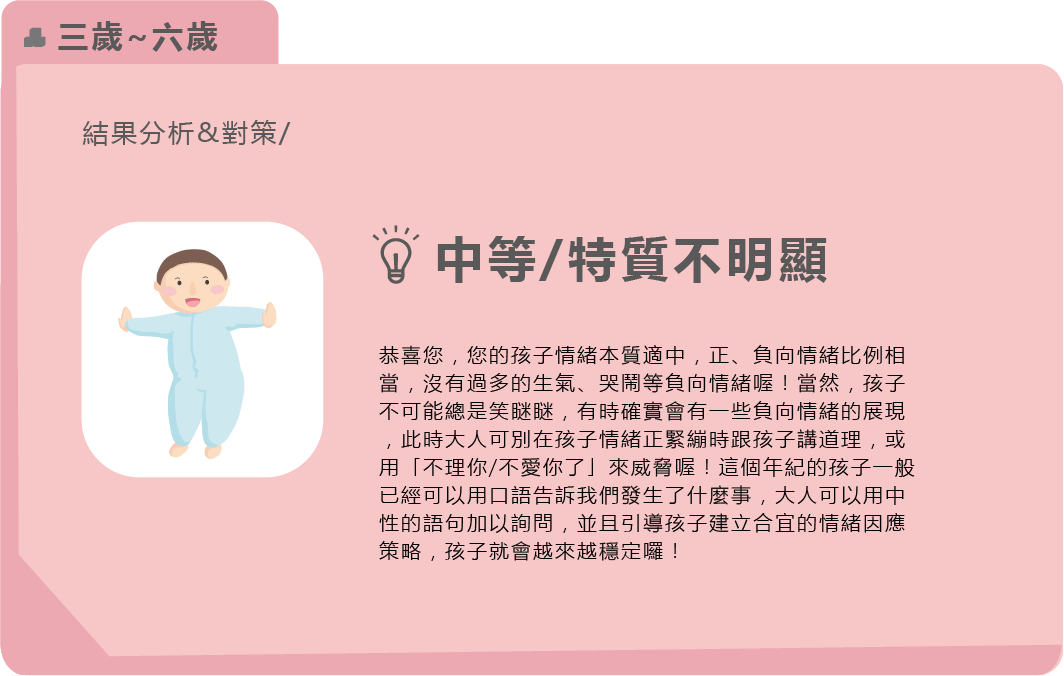 三歲~六歲
結果分析&對策/
中等/特質不明顯
恭喜您，您的孩子情緒本質適中，正、負向情緒比例相
當，沒有過多的生氣、哭鬧等負向情緒喔！當然，孩子
不可能總是笑瞇瞇，有時確實會有一些負向情緒的展現
，此時大人可別在孩子情緒正緊繃時跟孩子講道理，或
用「不理你/不愛你了」來威脅喔！這個年紀的孩子一般
已經可以用口語告訴我們發生了什麼事，大人可以用中
性的語句加以詢問，並且引導孩子建立合宜的情緒因應
策略，孩子就會越來越穩定囉！